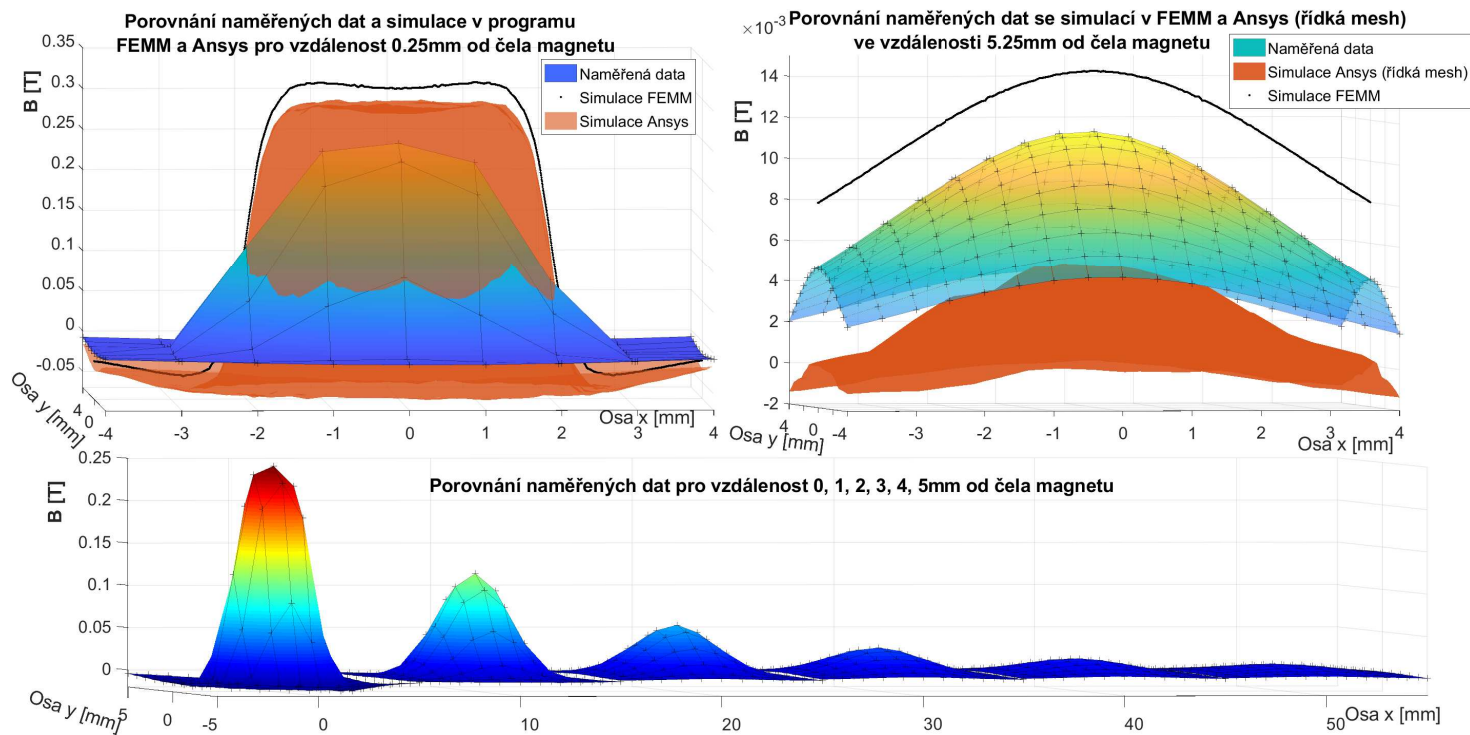 Porovnání naměřených dat a simulace v programu
FEMM a Ansys pro vzdálenost 0.25mm od čela magnetu
B [T]
0.35
0.3
0.25
0.2
0.15
0.1
0.05
0
-0.05
Naměřená data
Simulace FEMM
Simulace Ansys
Osa y [mm]
4
0
-4
-3
-2
-1
0
1
2
3
4
Osa x [mm]
×10⁻³
Porovnání naměřených dat se simulací v FEMM a Ansys (řídká mesh)
ve vzdálenosti 5.25mm od čela magnetu
B [T]
14
12
10
8
6
4
2
0
-2
Naměřená data
Simulace Ansys (řídká mesh)
Simulace FEMM
Osa y [mm]
4
0
-4
-3
-2
-1
0
1
2
3
4
Osa x [mm]
Porovnání naměřených dat pro vzdálenost 0, 1, 2, 3, 4, 5mm od čela magnetu
B [T]
0.25
0.2
0.15
0.1
0.05
0
Osa y [mm]
5
0
-5
0
10
20
30
40
50
Osa x [mm]